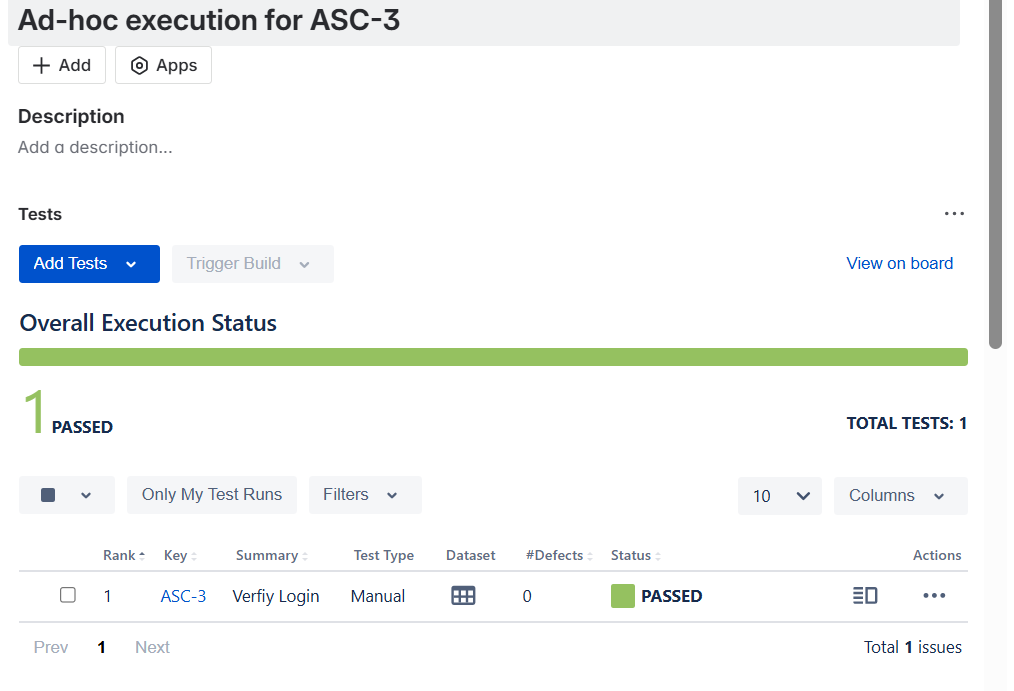 Ad-hoc execution for ASC-3
Add Apps
Description
Add a description...
Tests
Add Tests Trigger Build View on board
Overall Execution Status
1 PASSED TOTAL TESTS: 1
Only My Test Runs Filters 10 Columns
Rank Key Summary Test Type Dataset #Defects Status Actions
1 ASC-3 Verfiy Login Manual 0 PASSED
Prev 1 Next Total 1 issues